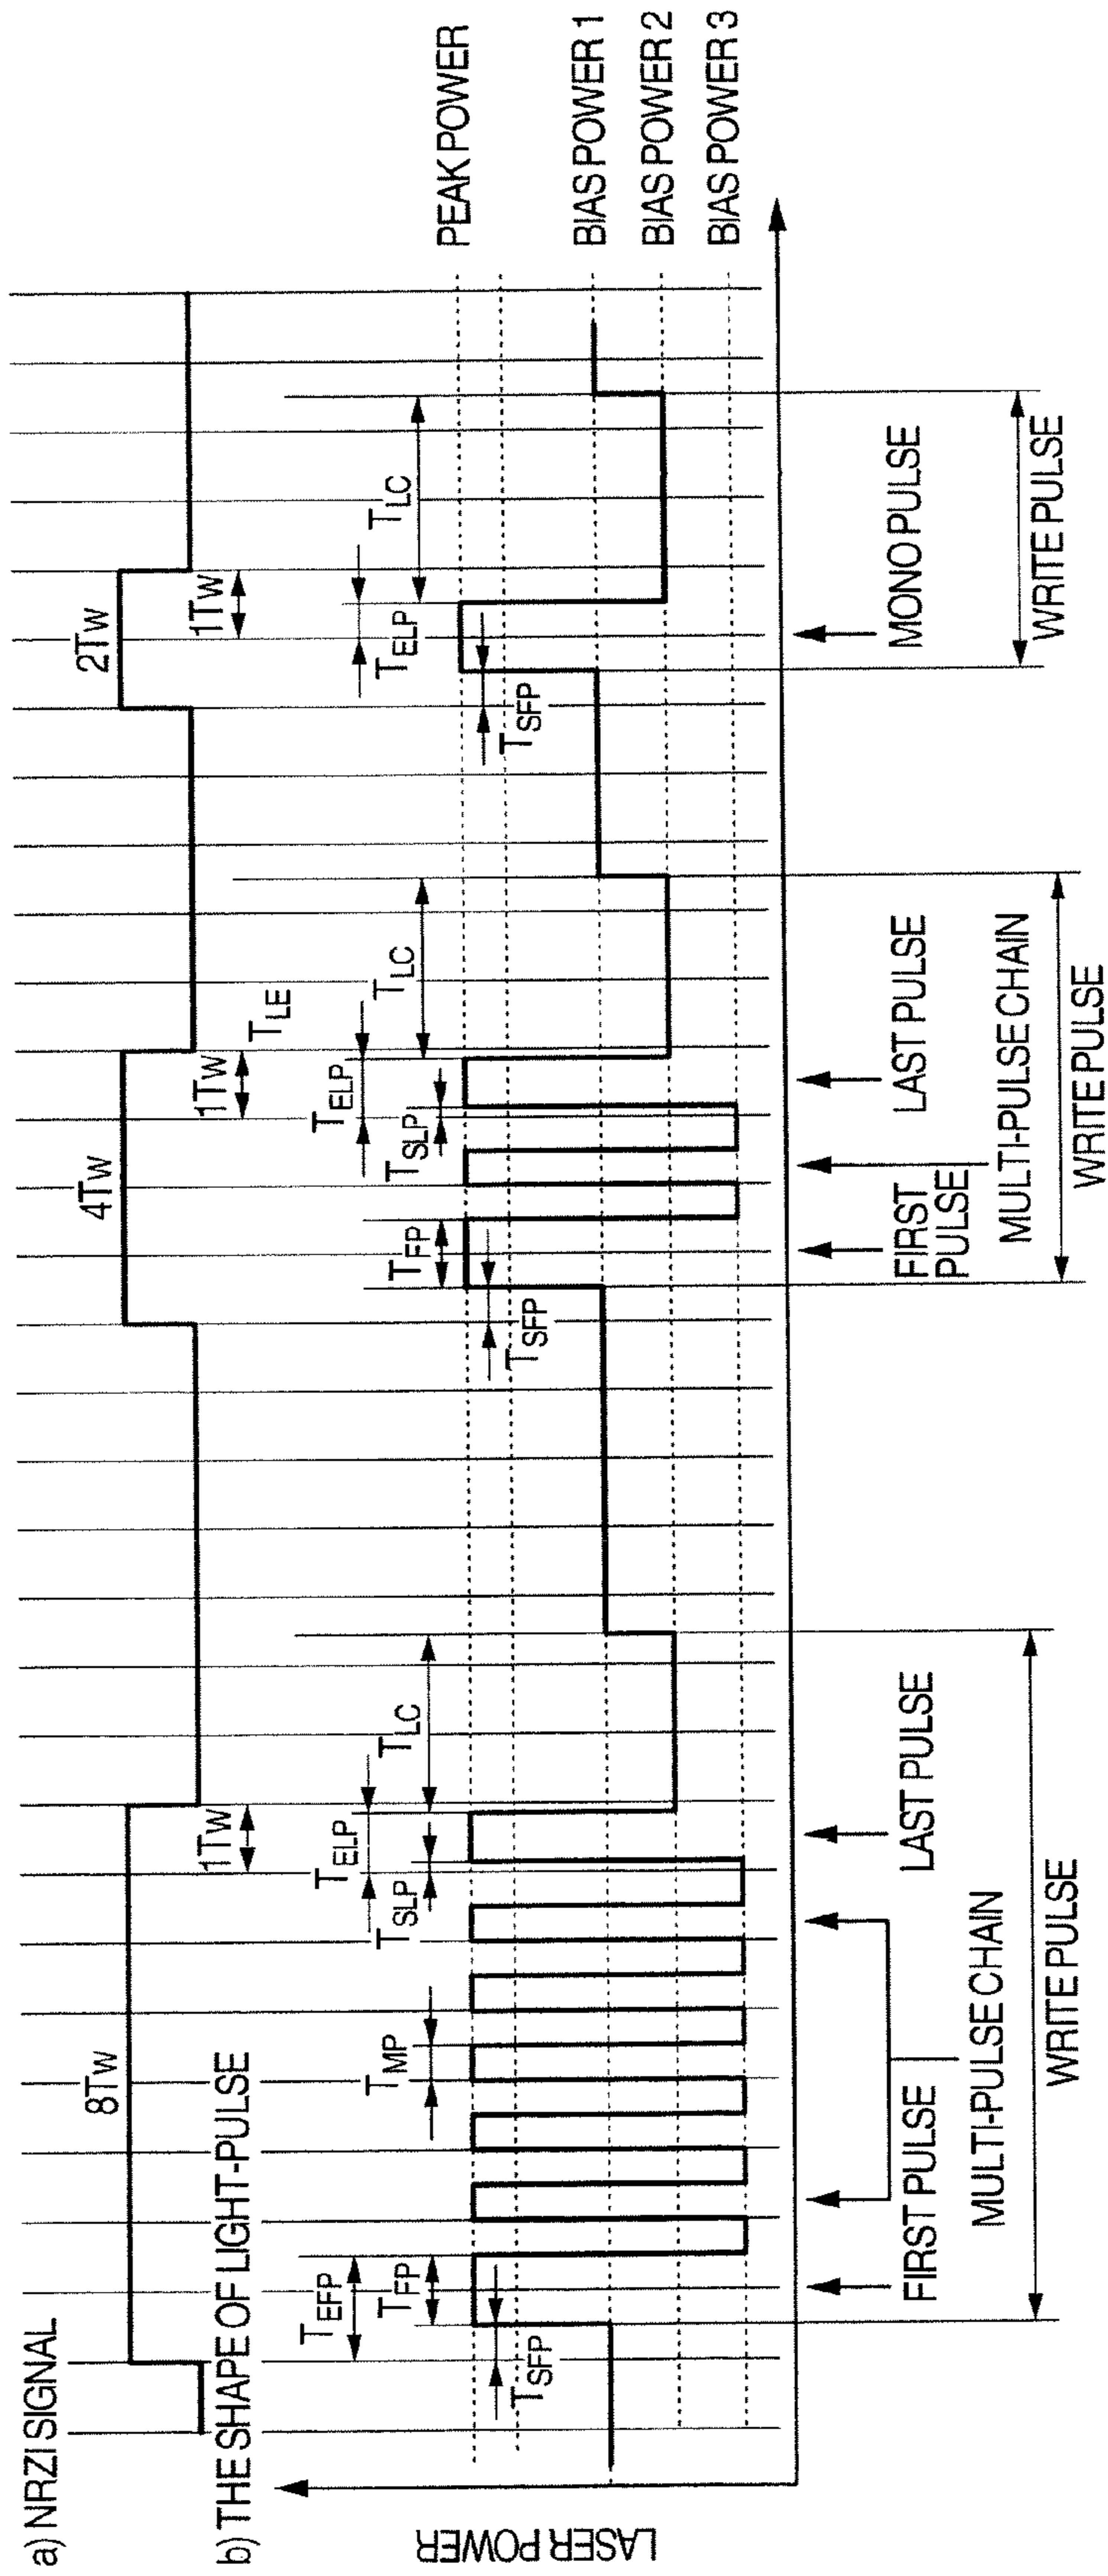 a) NRZI SIGNAL
8Tw
4Tw
2Tw
1Tw
1Tw
1Tw
b) THE SHAPE OF LIGHT-PULSE
TLE
TEFP
TELP
TELP
TELP
TFP
TMP
TSLP
TLC
TFP
TSLP
TLC
TLC
TSFP
TSFP
TSFP
LASER POWER
PEAK POWER
BIAS POWER 1
BIAS POWER 2
BIAS POWER 3
FIRST PULSE
LAST PULSE
FIRST
PULSE
LAST PULSE
MONO PULSE
MULTI-PULSE CHAIN
MULTI-PULSE CHAIN
WRITE PULSE
WRITE PULSE
WRITE PULSE